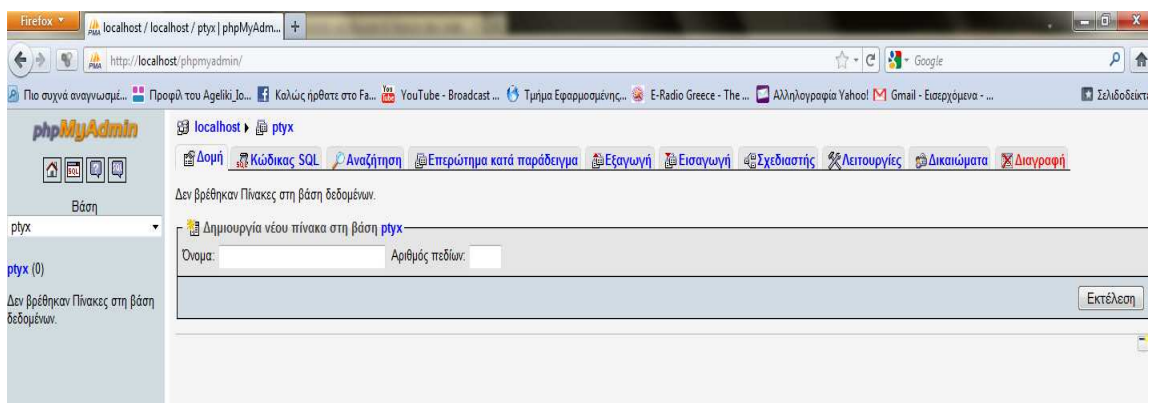 Firefox
localhost / localhost / ptyx | phpMyAdm...
http://localhost/phpmyadmin/
Google
Πιο συχνά αναγνωσμέ... Προφίλ του Ageliki_lo... Καλώς ήρθατε στο Fa... YouTube - Broadcast ... Τμήμα Εφαρμοσμένης... E-Radio Greece - The ... Αλληλογραφία Yahoo! Gmail - Εισερχόμενα - ... Σελιδοδείκτ
phpMyAdmin
localhost ▸ ptyx
Δομή Κώδικας SQL Αναζήτηση Επερώτημα κατά παράδειγμα Εξαγωγή Εισαγωγή Σχεδιαστής Λειτουργίες Δικαιώματα Διαγραφή
Βάση
ptyx
ptyx (0)
Δεν βρέθηκαν Πίνακες στη βάση
δεδομένων.
Δεν βρέθηκαν Πίνακες στη βάση δεδομένων.
Δημιουργία νέου πίνακα στη βάση ptyx
Όνομα: Αριθμός πεδίων:
Εκτέλεση